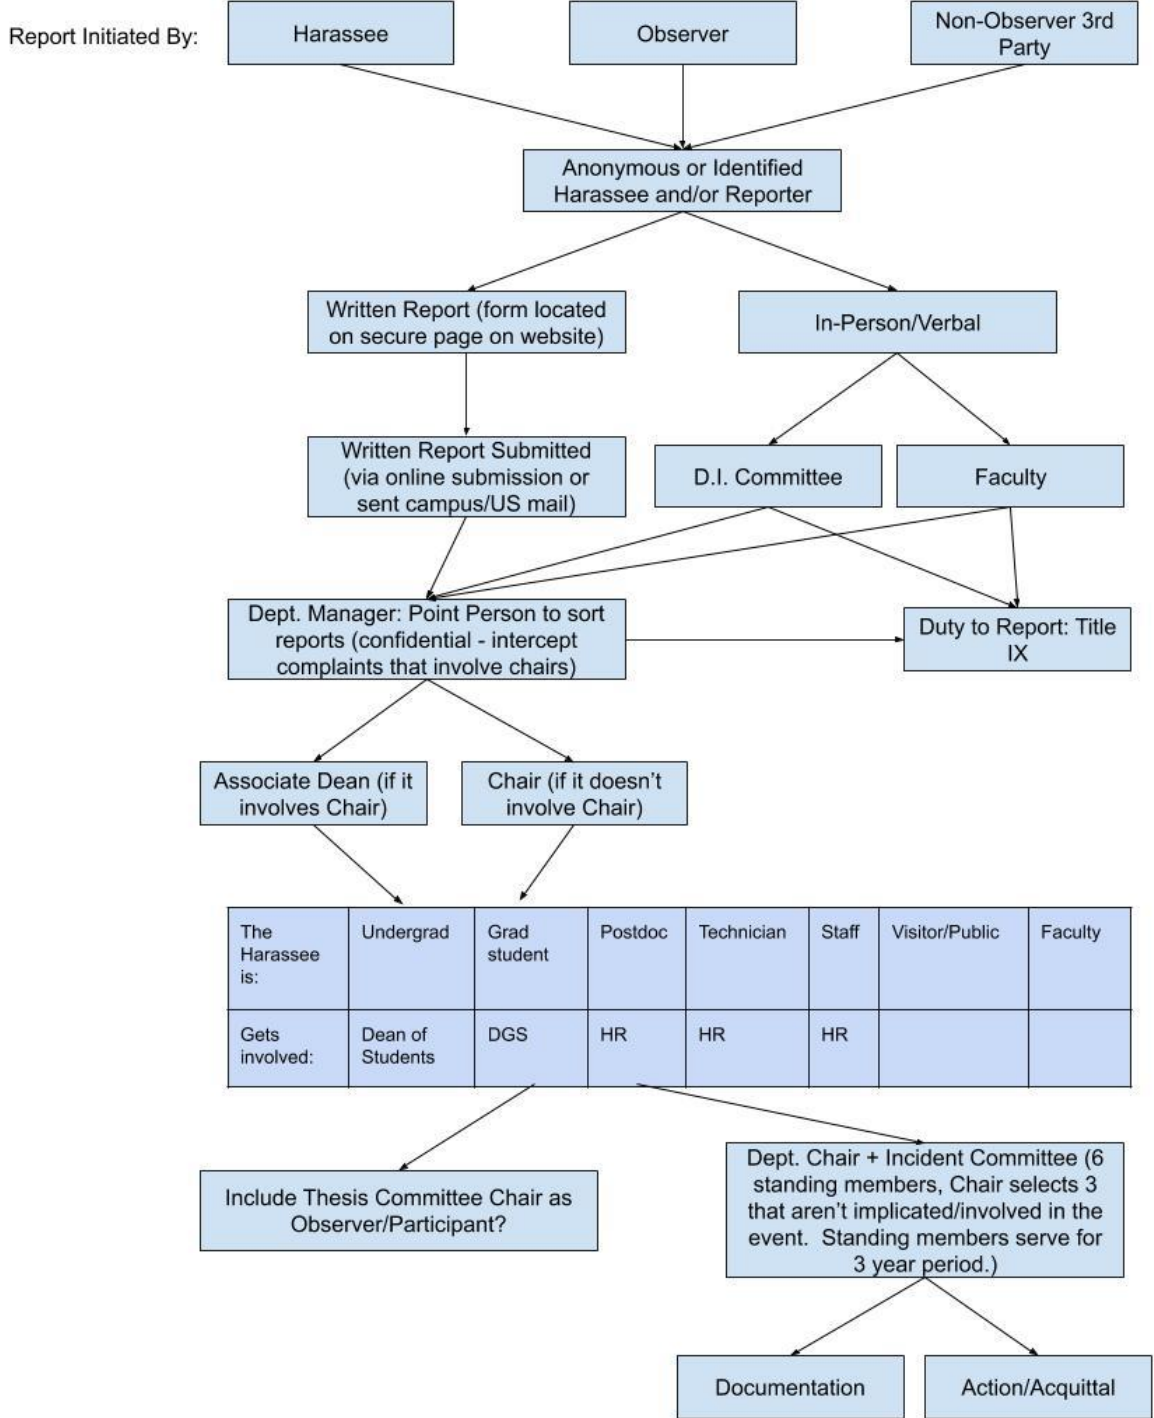 Report Initiated By:
Harassee
Observer
Non-Observer 3rd
Party
Anonymous or Identified
Harassee and/or Reporter
Written Report (form located
on secure page on website)
In-Person/Verbal
Written Report Submitted
(via online submission or
sent campus/US mail)
D.I. Committee
Faculty
Dept. Manager: Point Person to sort
reports (confidential - intercept
complaints that involve chairs)
Duty to Report: Title
IX
Associate Dean (if it
involves Chair)
Chair (if it doesn't
involve Chair)
The
Harassee
is:
Undergrad
Grad
student
Postdoc
Technician
Staff
Visitor/Public
Faculty
Gets
involved:
Dean of
Students
DGS
HR
HR
HR
Include Thesis Committee Chair as
Observer/Participant?
Dept. Chair + Incident Committee (6
standing members, Chair selects 3
that aren't implicated/involved in the
event.  Standing members serve for
3 year period.)
Documentation
Action/Acquittal